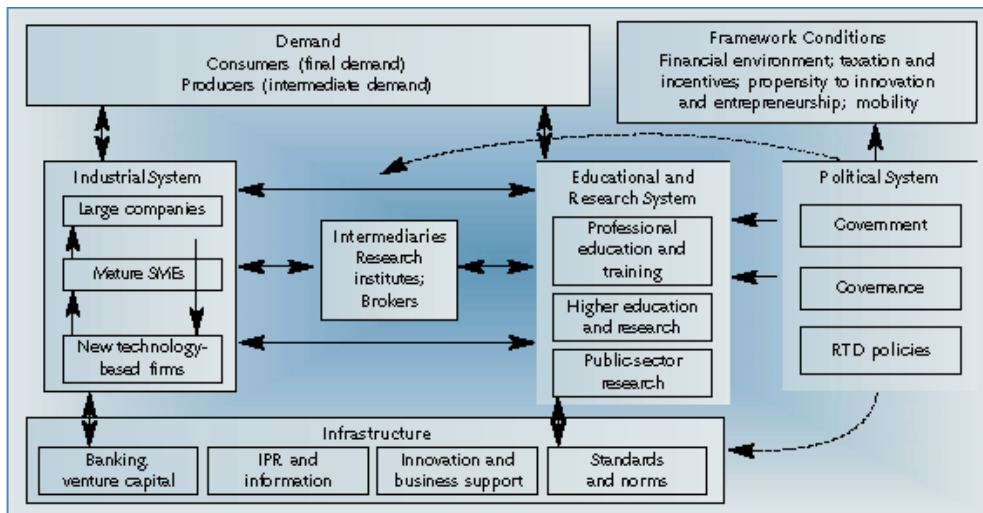 Demand
Consumers (final demand)
Producers (intermediate demand)
Framework Conditions
Financial environment; taxation and
incentives; propensity to innovation
and entrepreneurship; mobility
Industrial System
Large companies
Mature SMEs
New technology-
based firms
Intermediaries
Research
institutes;
Brokers
Educational and
Research System
Professional
education and
training
Higher education
and research
Public-sector
research
Political System
Government
Governance
RTD policies
Infrastructure
Banking,
venture capital
IPR and
information
Innovation and
business support
Standards
and norms